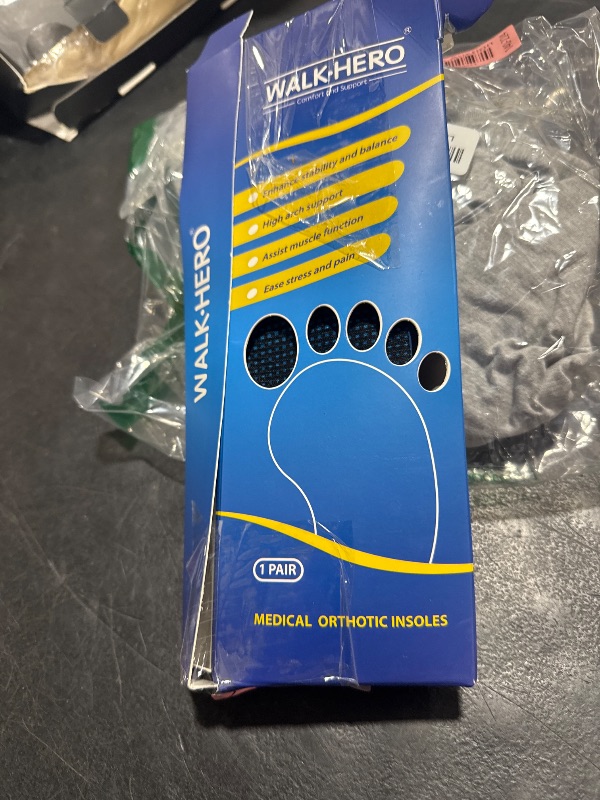 WALK·HERO®
Comfort and Support
Enhance stability and balance
High arch support
Assist muscle function
Ease stress and pain
WALK·HERO®
1 PAIR
MEDICAL ORTHOTIC INSOLES